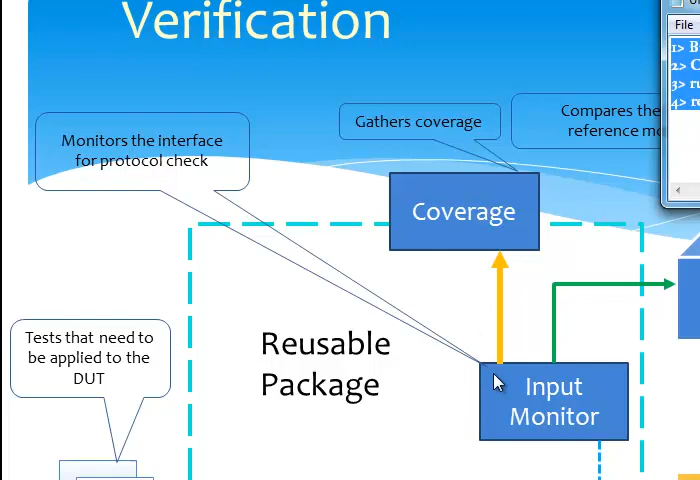 Verification
File
1> B
2> C
3> ru
4> re
Gathers coverage
Compares the
reference mo
Monitors the interface
for protocol check
Coverage
Tests that need to
be applied to the
DUT
Reusable
Package
Input
Monitor